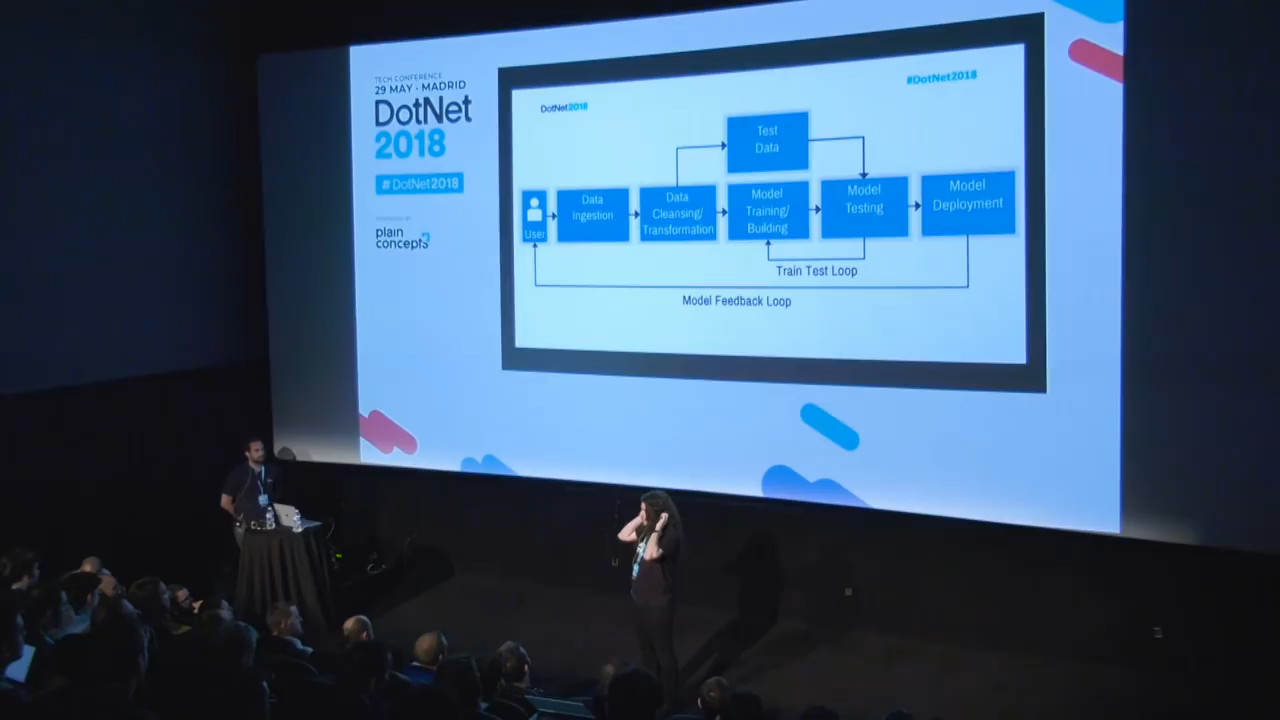 TECH CONFERENCE
29 MAY · MADRID
DotNet
2018
#DotNet2018
plain
concepts
DotNet2018
#DotNet2018
Test
Data
User
Data
Ingestion
Data
Cleansing/
Transformation
Model
Training/
Building
Model
Testing
Model
Deployment
Train Test Loop
Model Feedback Loop